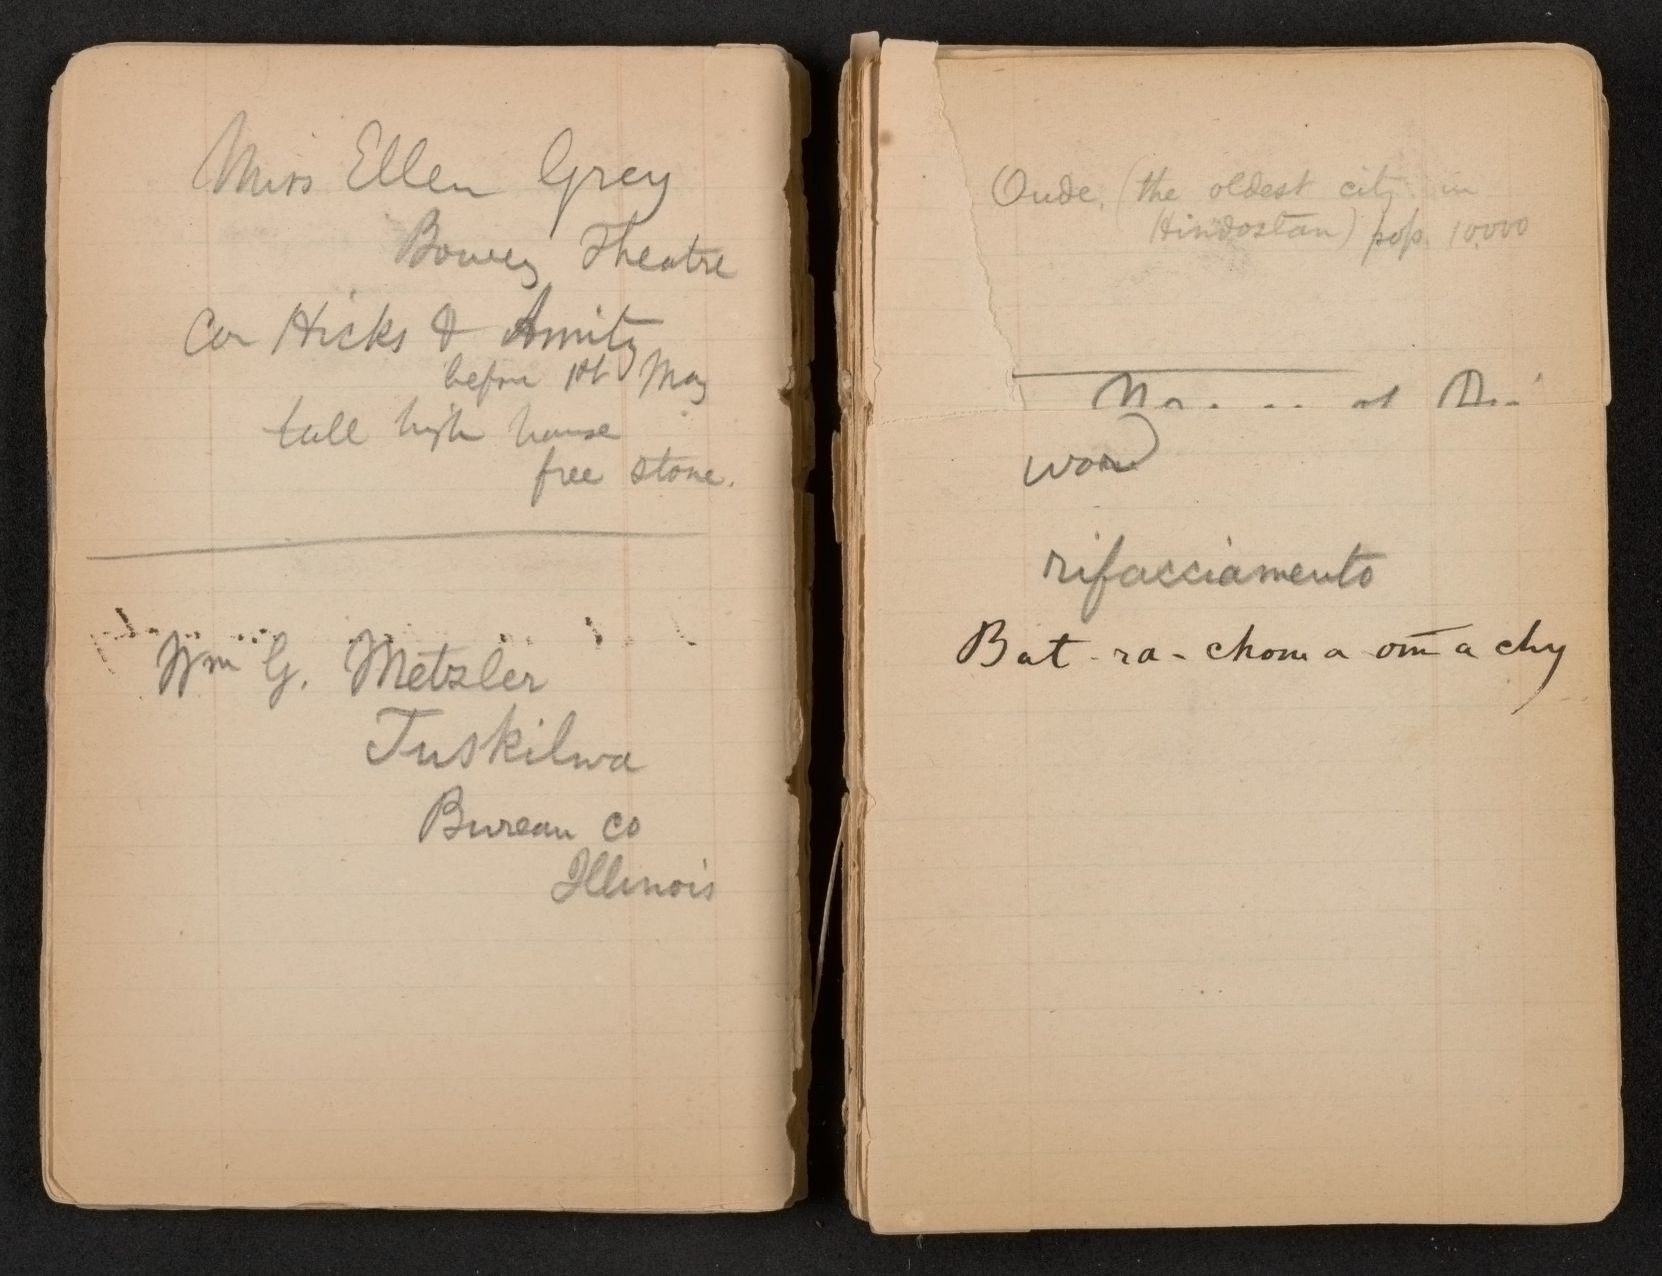 Miss Ellen Grey
Bowery Theatre
Cor Hicks & Amity
before 1st May
tall high house
free stone.
Wm G. Metzler
Tuskilwa
Bureau co
Illinois
Oude, (the oldest city in
Hindostan) pop. 10,000
word
rifacciamento
Bat-ra-chom a om a chy